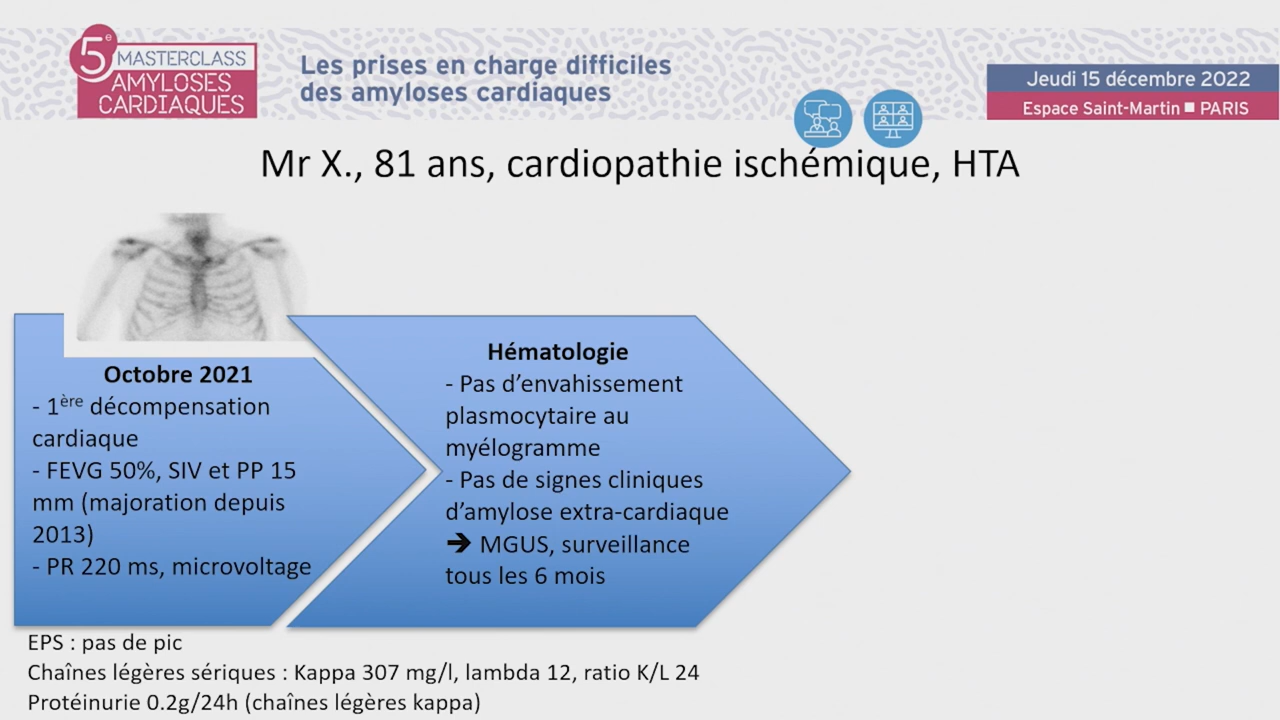 5e MASTERCLASS
AMYLOSES
CARDIAQUES
Les prises en charge difficiles
des amyloses cardiaques
Jeudi 15 décembre 2022
Espace Saint-Martin ■ PARIS
Mr X., 81 ans, cardiopathie ischémique, HTA
Octobre 2021
- 1ère décompensation
cardiaque
- FEVG 50%, SIV et PP 15
mm (majoration depuis
2013)
- PR 220 ms, microvoltage
Hématologie
- Pas d’envahissement
plasmocytaire au
myélogramme
- Pas de signes cliniques
d’amylose extra-cardiaque
➔ MGUS, surveillance
tous les 6 mois
EPS : pas de pic
Chaînes légères sériques : Kappa 307 mg/l, lambda 12, ratio K/L 24
Protéinurie 0.2g/24h (chaînes légères kappa)